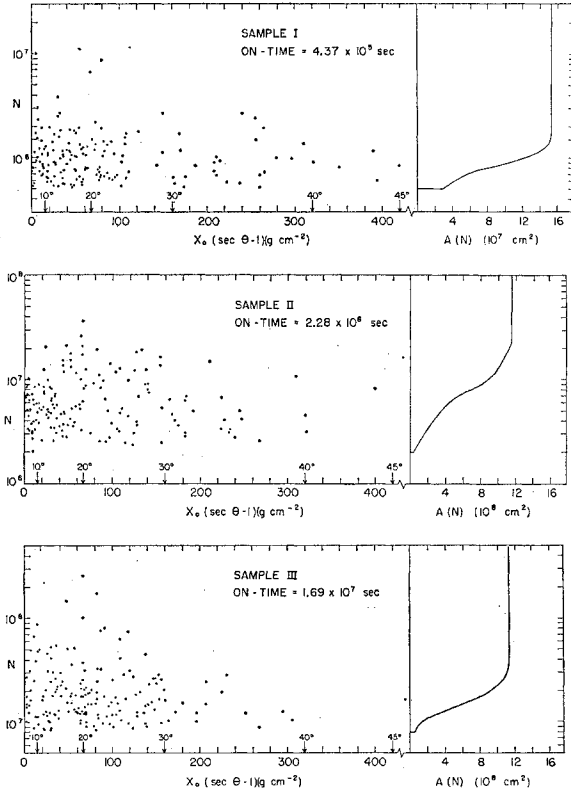 SAMPLE I
ON-TIME = 4.37 x 10⁵ sec
10⁷
N
10⁶
10° 20° 30° 40° 45°
0 100 200 300 400 4 8 12 16
X₀ (sec θ-1)(g cm⁻²) A (N) (10⁷ cm²)
10⁸
SAMPLE II
ON-TIME = 2.28 x 10⁶ sec
10⁷
N
10⁶
10° 20° 30° 40° 45°
0 100 200 300 400 4 8 12 16
X₀ (sec θ-1)(g cm⁻²) A (N) (10⁸ cm²)
SAMPLE III
ON-TIME = 1.69 x 10⁷ sec
10⁸
N
10⁷
10° 20° 30° 40° 45°
0 100 200 300 400 4 8 12
X₀ (sec θ-1)(g cm⁻²) A (N) (10⁸ cm²)